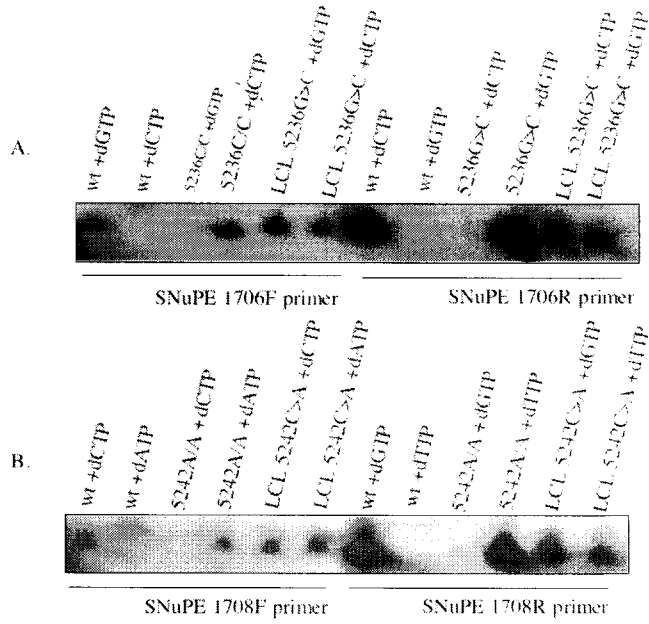 A.
wt +dGTP
wt +dCTP
5236C/C +dGTP
5236C/C +dCTP
LCL 5236G>C +dGTP
LCL 5236G>C +dCTP
wt +dCTP
wt +dGTP
5236G>C +dCTP
5236G>C +dGTP
LCL 5236G>C +dCTP
LCL 5236G>C +dGTP
SNuPE 1706F primer
SNuPE 1706R primer
B.
wt +dCTP
wt +dATP
5242A/A +dCTP
5242A/A +dATP
LCL 5242C>A +dCTP
LCL 5242C>A +dATP
wt +dGTP
wt +dTTP
5242A/A +dGTP
5242A/A +dTTP
LCL 5242C>A +dGTP
LCL 5242C>A +dTTP
SNuPE 1708F primer
SNuPE 1708R primer